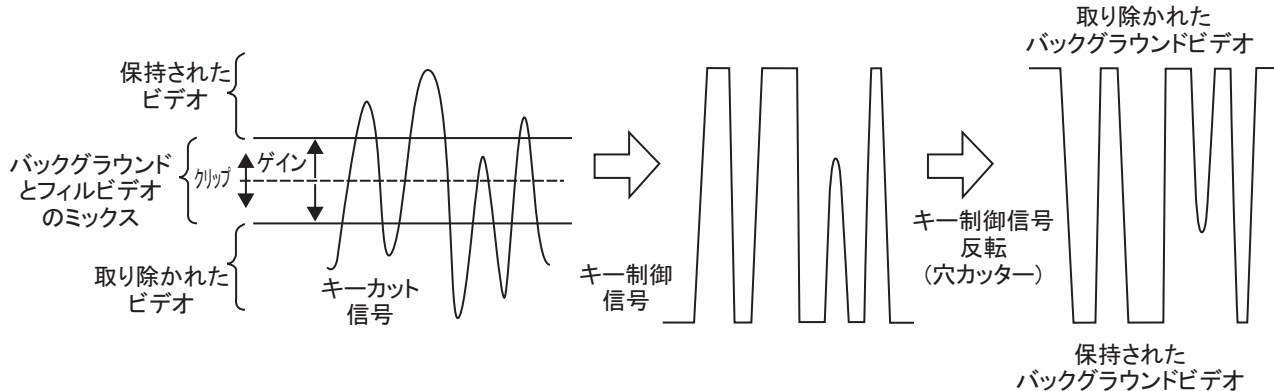 保持された
ビデオ
バックグラウンド
とフィルビデオ
のミックス
クリップ
ゲイン
取り除かれた
ビデオ
キーカット
信号
キー制御
信号
キー制御信号
反転
(穴カッター)
取り除かれた
バックグラウンドビデオ
保持された
バックグラウンドビデオ